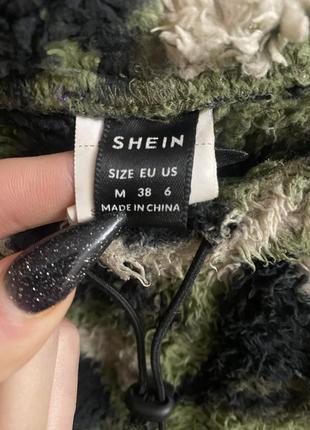 SHEIN
SIZE EU US
M 38 6
MADE IN CHINA